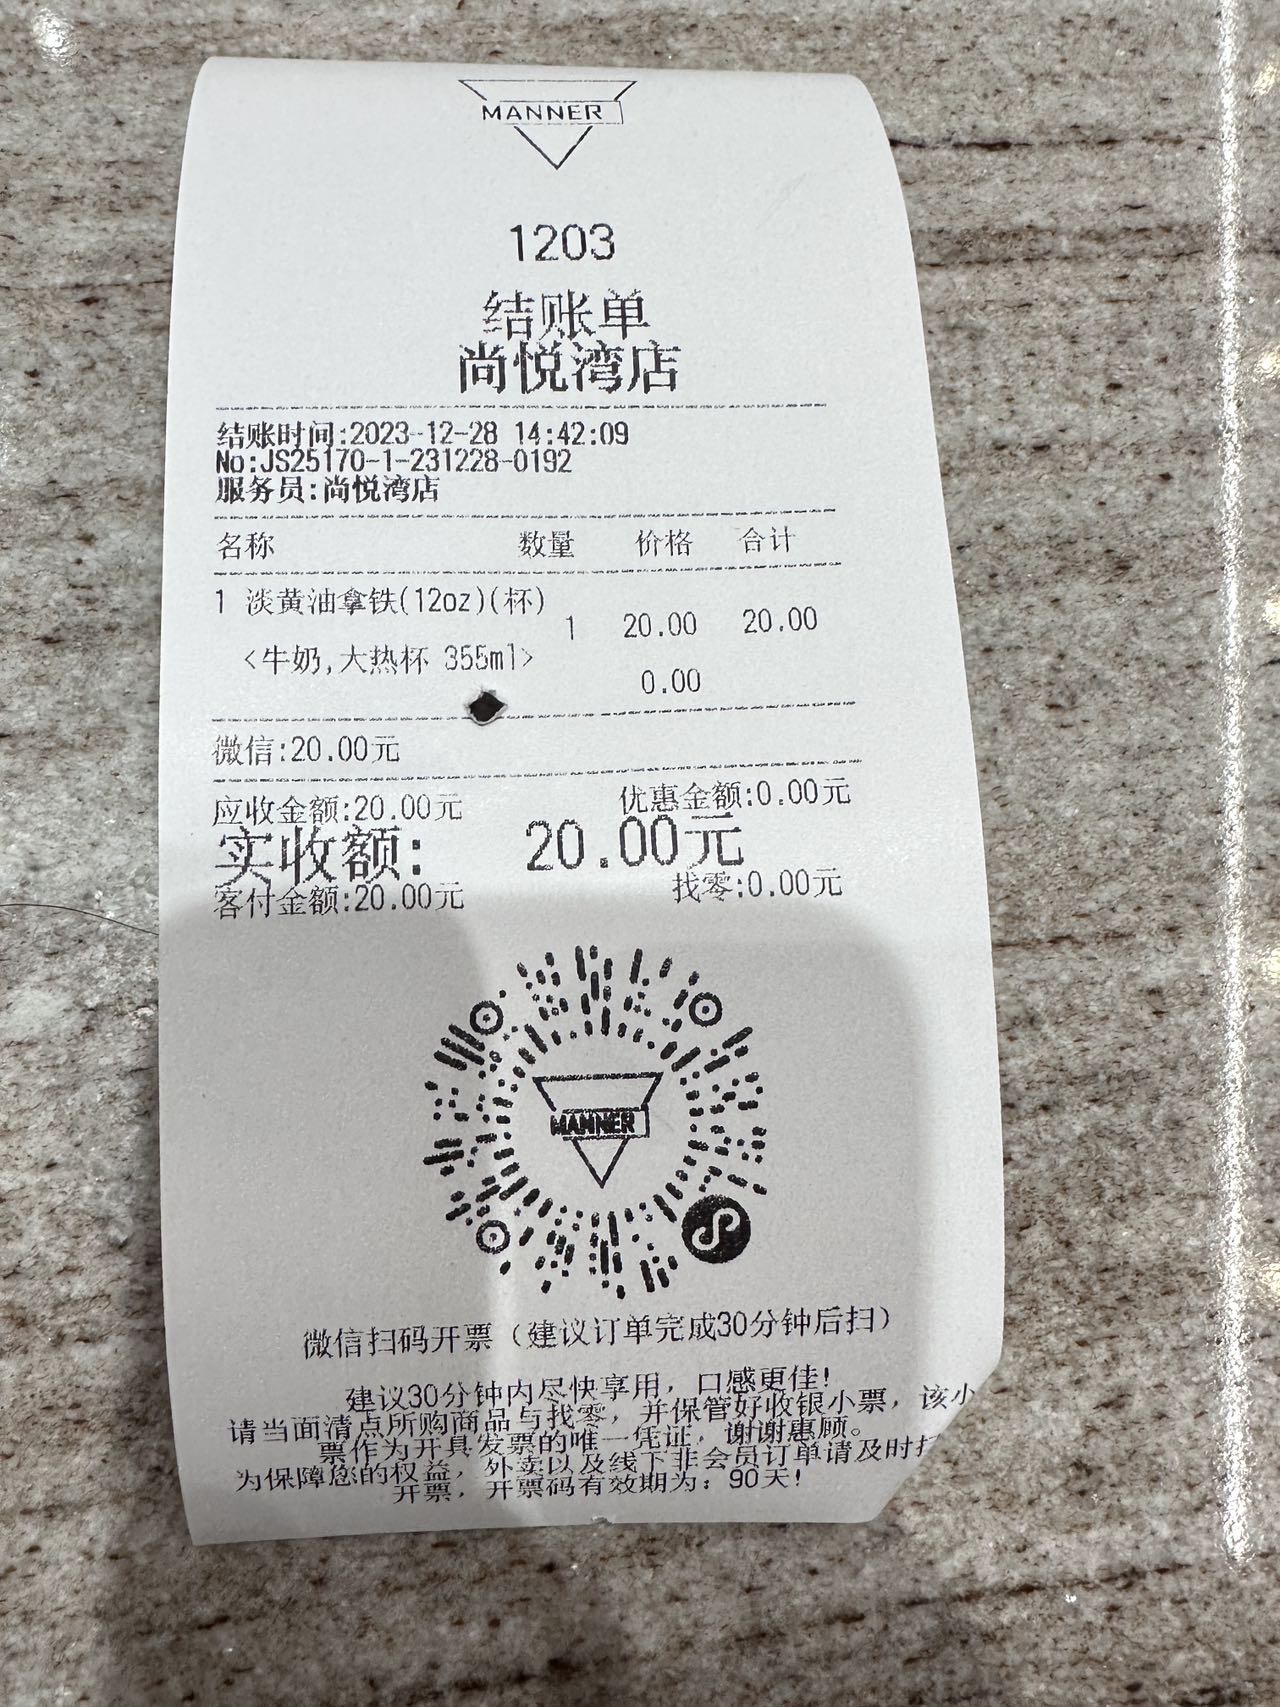 MANNER
1203
结账单
尚悦湾店
结账时间:2023-12-28 14:42:09
No:JS25170-1-231228-0192
服务员:尚悦湾店
名称 数量 价格 合计
1 淡黄油拿铁(12oz)(杯)
1 20.00 20.00
<牛奶,大热杯 355ml>
0.00
微信:20.00元
应收金额:20.00元 优惠金额:0.00元
实收额: 20.00元
客付金额:20.00元 找零:0.00元
MANNER
微信扫码开票（建议订单完成30分钟后扫）
建议30分钟内尽快享用，口感更佳!
请当面清点所购商品与找零，并保管好收银小票，该小
票作为开具发票的唯一凭证，谢谢惠顾。
为保障您的权益，外卖以及线下非会员订单请及时
开票，开票码有效期为：90天!